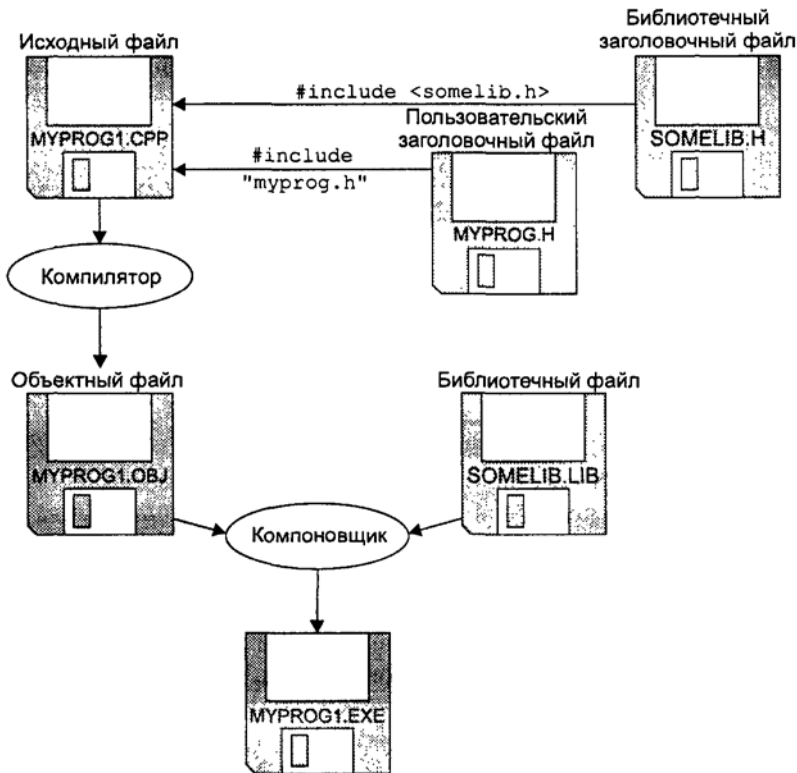 Библиотечный
заголовочный файл
Исходный файл
#include <somelib.h>
Пользовательский
заголовочный файл
MYPROG1.CPP
SOMELIB.H
#include
"myprog.h"
MYPROG.H
Компилятор
Объектный файл
Библиотечный файл
MYPROG1.OBJ
SOMELIB.LIB
Компоновщик
MYPROG1.EXE